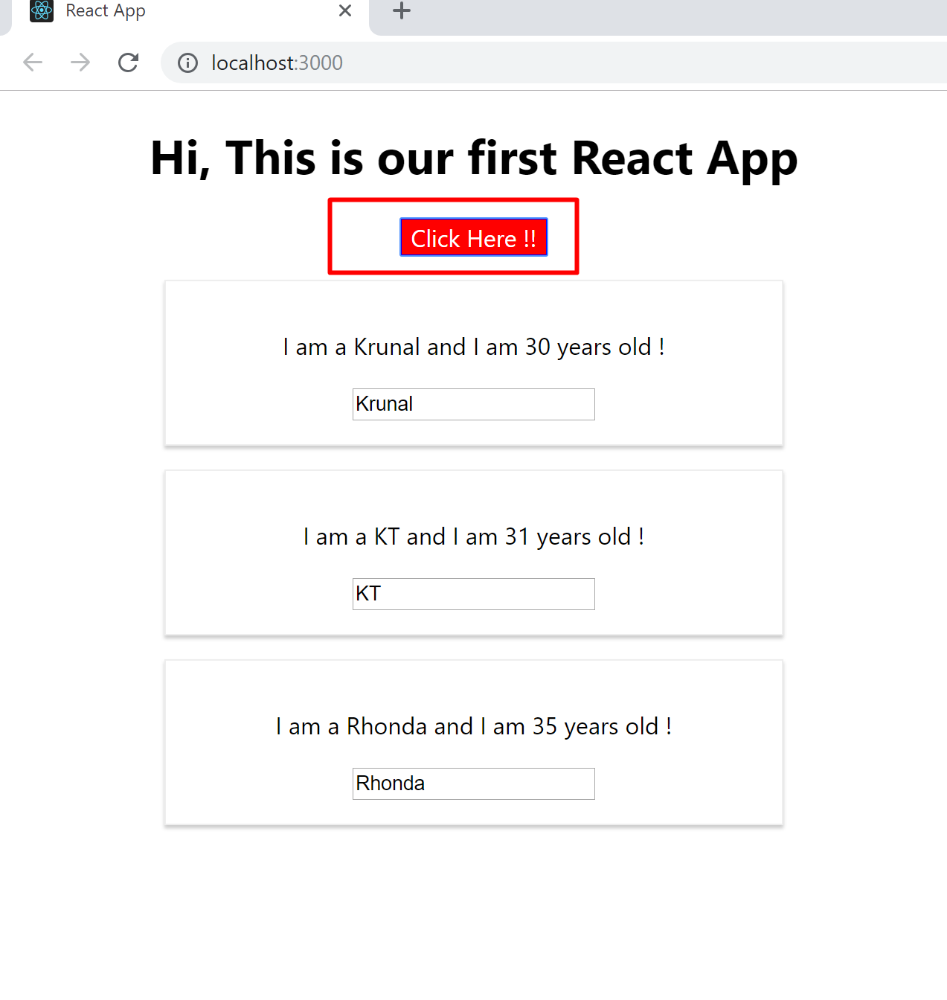 React App
localhost:3000
Hi, This is our first React App
Click Here !!
I am a Krunal and I am 30 years old !
Krunal
I am a KT and I am 31 years old !
KT
I am a Rhonda and I am 35 years old !
Rhonda